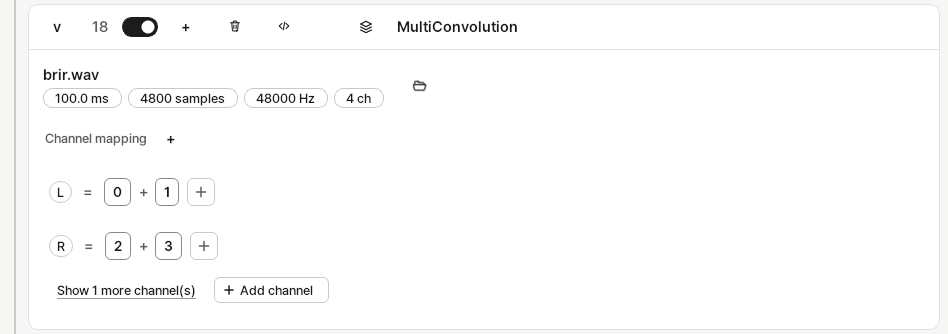 v 18 + </> MultiConvolution
brir.wav
100.0 ms 4800 samples 48000 Hz 4 ch
Channel mapping +
L = 0 + 1 +
R = 2 + 3 +
Show 1 more channel(s) + Add channel